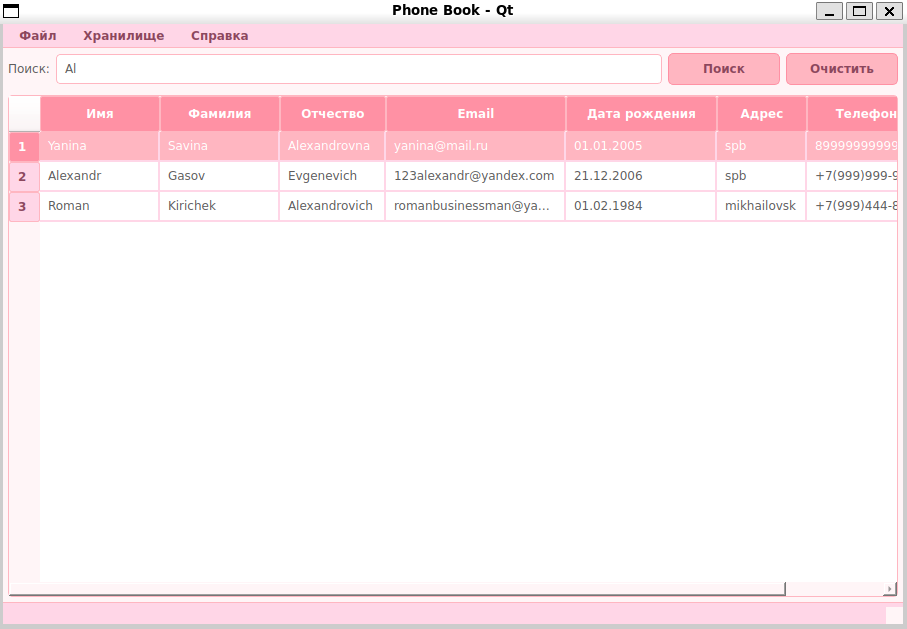 Phone Book - Qt
Файл Хранилище Справка
Поиск: Al Поиск Очистить
Имя Фамилия Отчество Email Дата рождения Адрес Телефон
1 Yanina Savina Alexandrovna yanina@mail.ru 01.01.2005 spb 89999999999
2 Alexandr Gasov Evgenevich 123alexandr@yandex.com 21.12.2006 spb +7(999)999-9
3 Roman Kirichek Alexandrovich romanbusinessman@ya... 01.02.1984 mikhailovsk +7(999)444-8